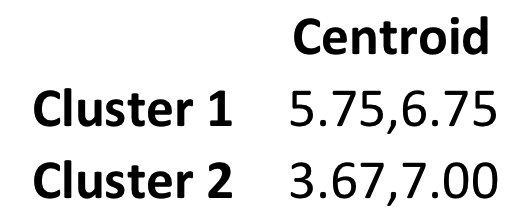 Centroid
Cluster 1 5.75,6.75
Cluster 2 3.67,7.00